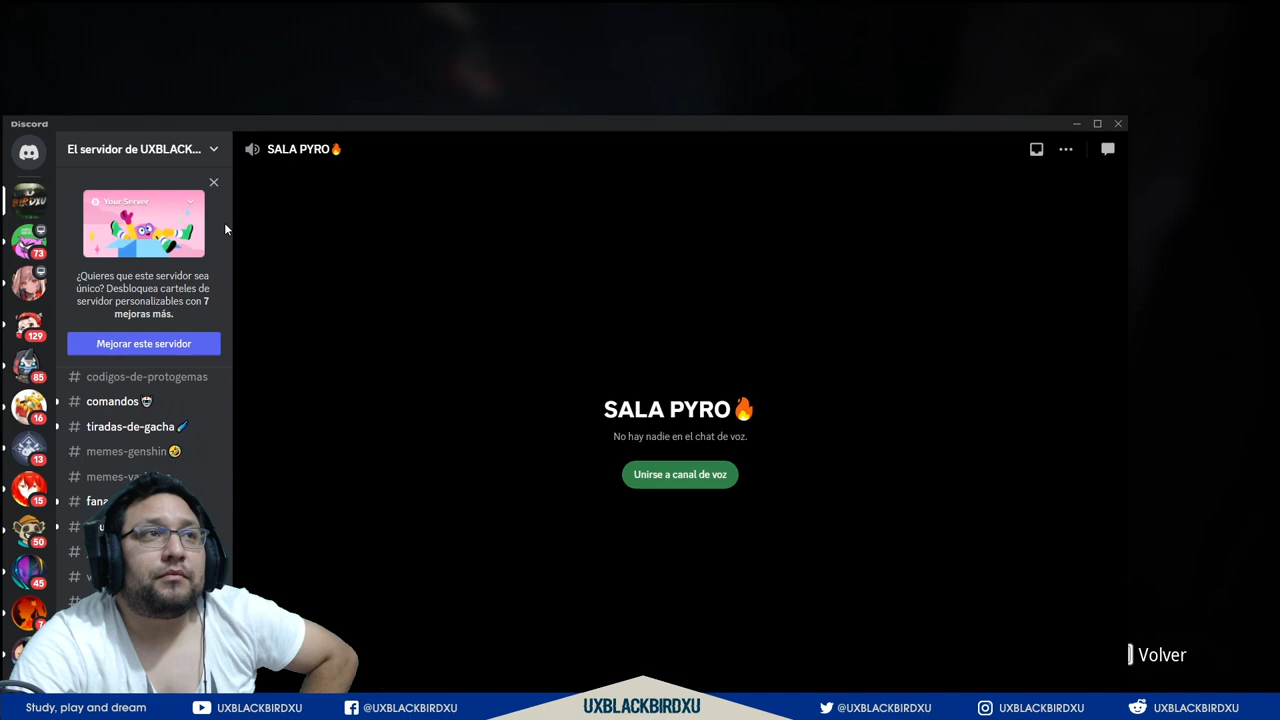 Discord
El servidor de UXBLACK...
SALA PYRO🔥
BIRDXU
Your Server
¿Quieres que este servidor sea
único? Desbloquea carteles de
servidor personalizables con 7
mejoras más.
Mejorar este servidor
73
129
85
16
13
15
50
45
7
# codigos-de-protogemas
# comandos
# tiradas-de-gacha
# memes-genshin 🤣
SALA PYRO🔥
No hay nadie en el chat de voz.
Unirse a canal de voz
Volver
Study, play and dream
UXBLACKBIRDXU
@UXBLACKBIRDXU
UXBLACKBIRDXU
@UXBLACKBIRDXU
UXBLACKBIRDXU
UXBLACKBIRDXU